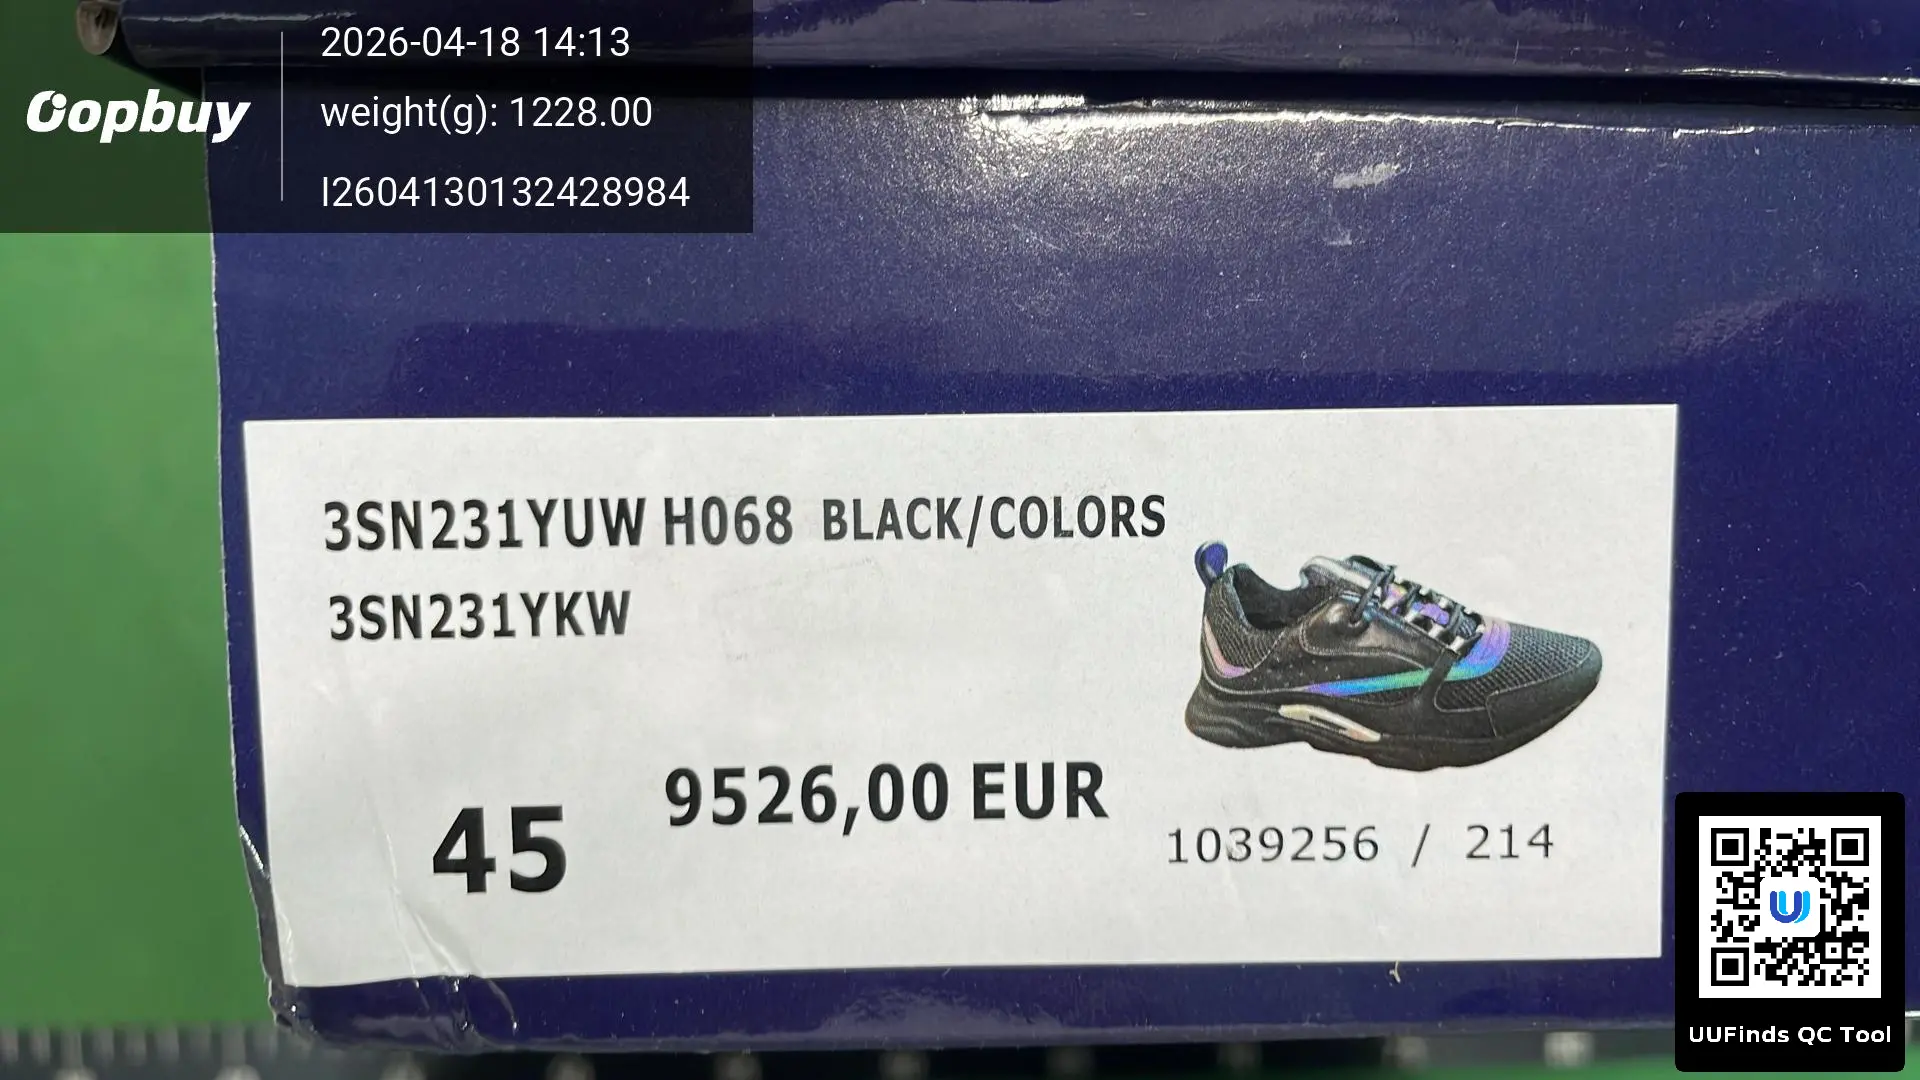 Oopbuy
2026-04-18 14:13
weight(g): 1228.00
I2604130132428984
3SN231YUW H068 BLACK/COLORS
3SN231YKW
9526,00 EUR
45
1039256 / 214
UUFinds QC Tool